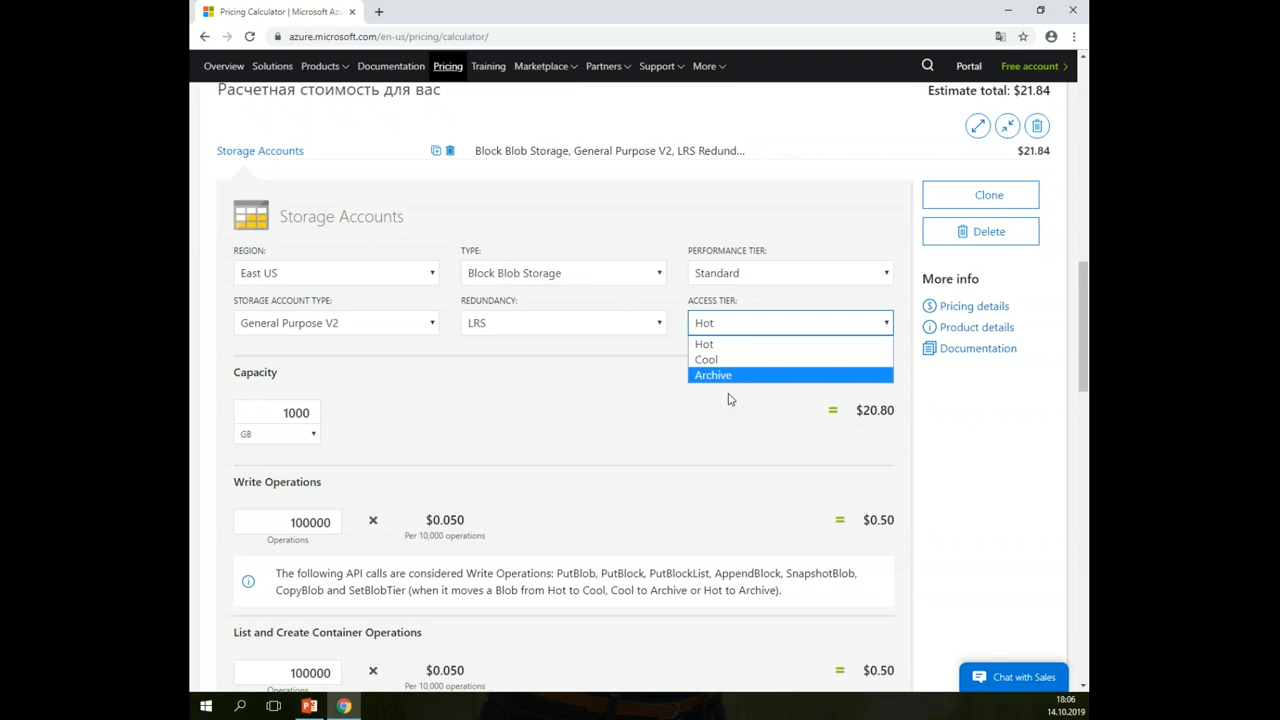 Pricing Calculator | Microsoft Az
azure.microsoft.com/en-us/pricing/calculator/
Overview Solutions Products Documentation Pricing Training Marketplace Partners Support More Portal Free account
Расчетная стоимость для вас
Estimate total: $21.84
Storage Accounts Block Blob Storage, General Purpose V2, LRS Redund... $21.84
Storage Accounts
Clone
Delete
REGION: TYPE: PERFORMANCE TIER:
East US Block Blob Storage Standard
STORAGE ACCOUNT TYPE: REDUNDANCY: ACCESS TIER:
General Purpose V2 LRS Hot
Hot
Cool
Archive
More info
Pricing details
Product details
Documentation
Capacity
1000
= $20.80
GB
Write Operations
100000 × $0.050 = $0.50
Operations Per 10,000 operations
The following API calls are considered Write Operations: PutBlob, PutBlock, PutBlockList, AppendBlock, SnapshotBlob,
CopyBlob and SetBlobTier (when it moves a Blob from Hot to Cool, Cool to Archive or Hot to Archive).
List and Create Container Operations
100000 × $0.050 = $0.50
Operations Per 10,000 operations
Chat with Sales
18:06
14.10.2019